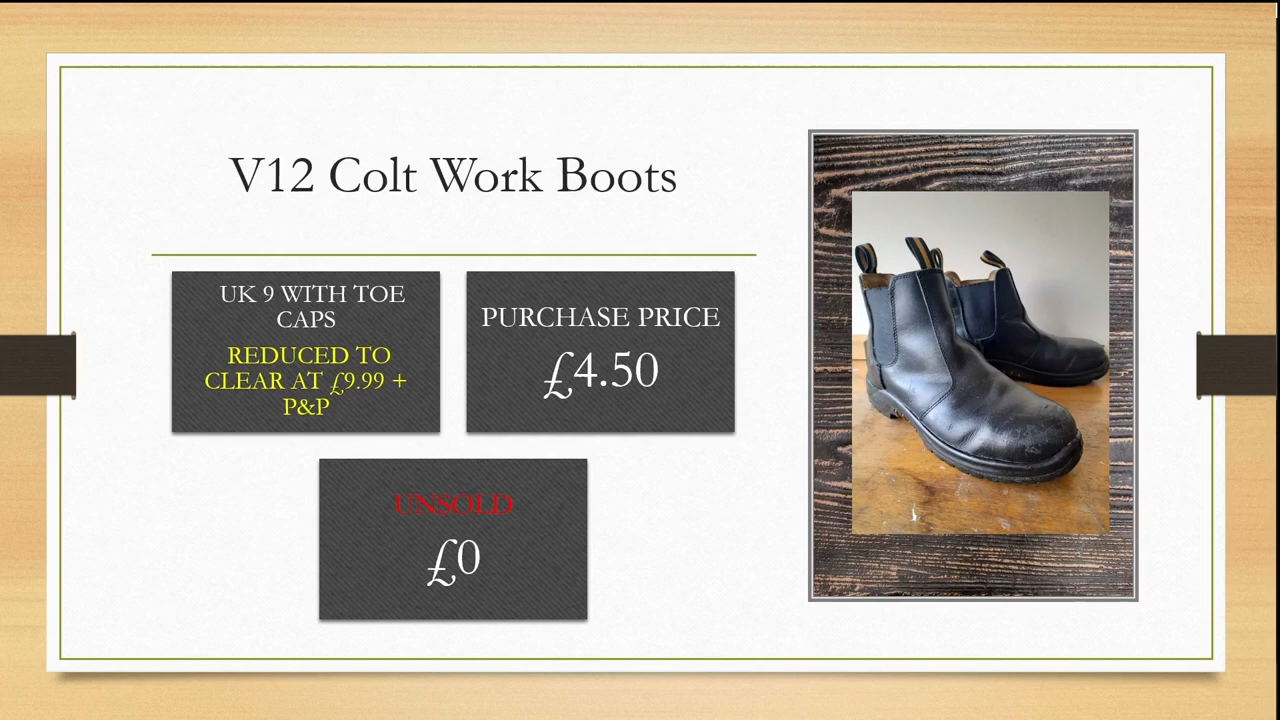 V12 Colt Work Boots
UK 9 WITH TOE
CAPS
REDUCED TO
CLEAR AT £9.99 +
P&P
PURCHASE PRICE
£4.50
UNSOLD
£0